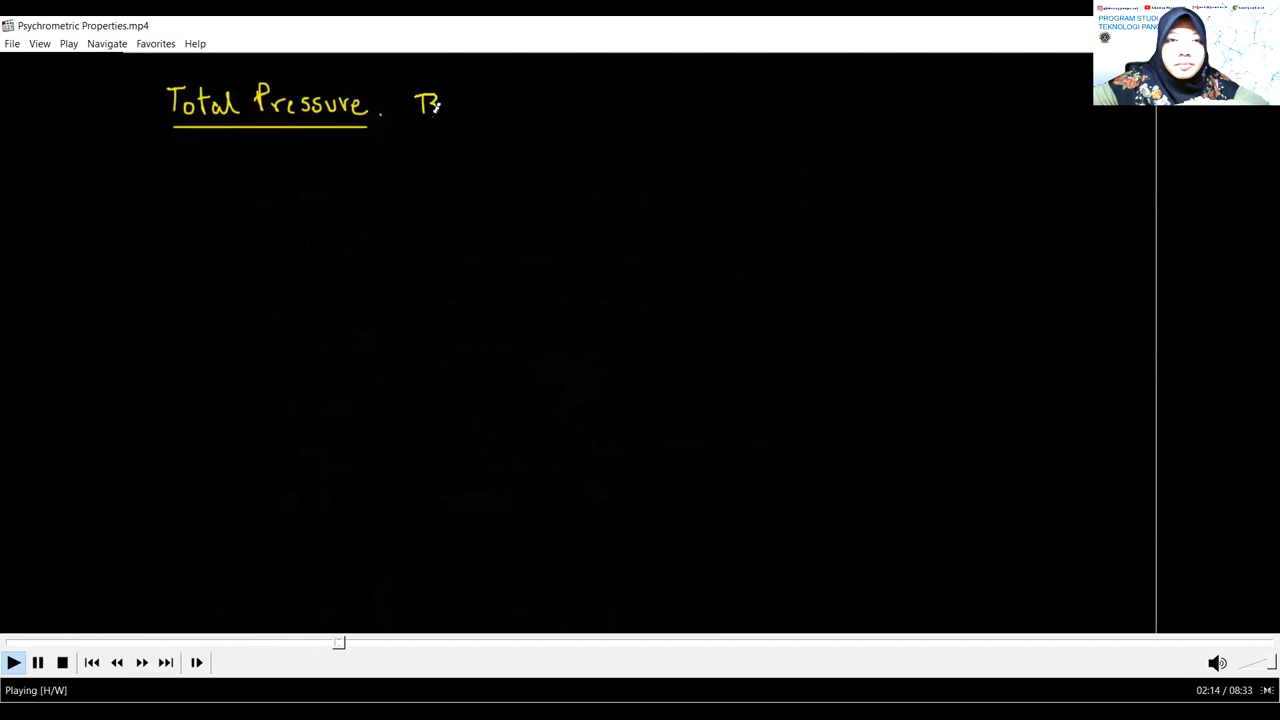 Psychrometric Properties.mp4
File View Play Navigate Favorites Help
PROGRAM STUDI
TEKNOLOGI PANG
Total Pressure.
Playing [H/W]
02:14 / 08:33